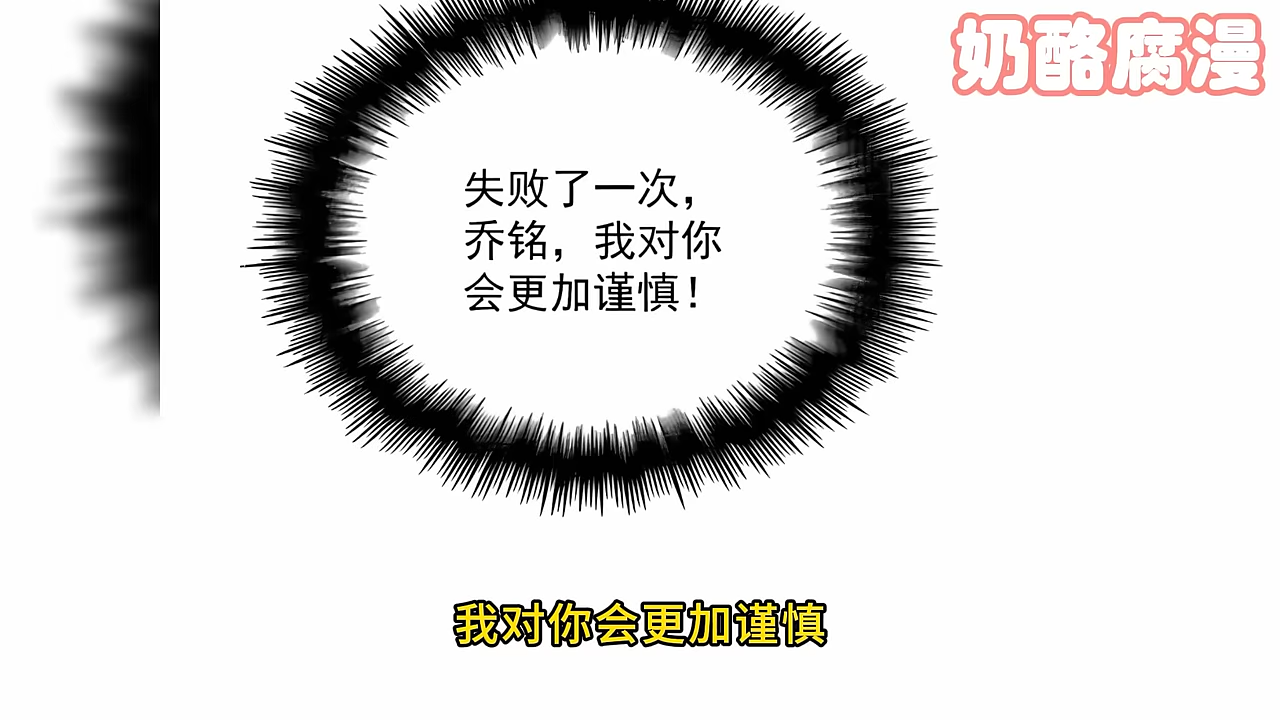 奶酪腐漫
失败了一次，
乔铭，我对你
会更加谨慎！
我对你会更加谨慎